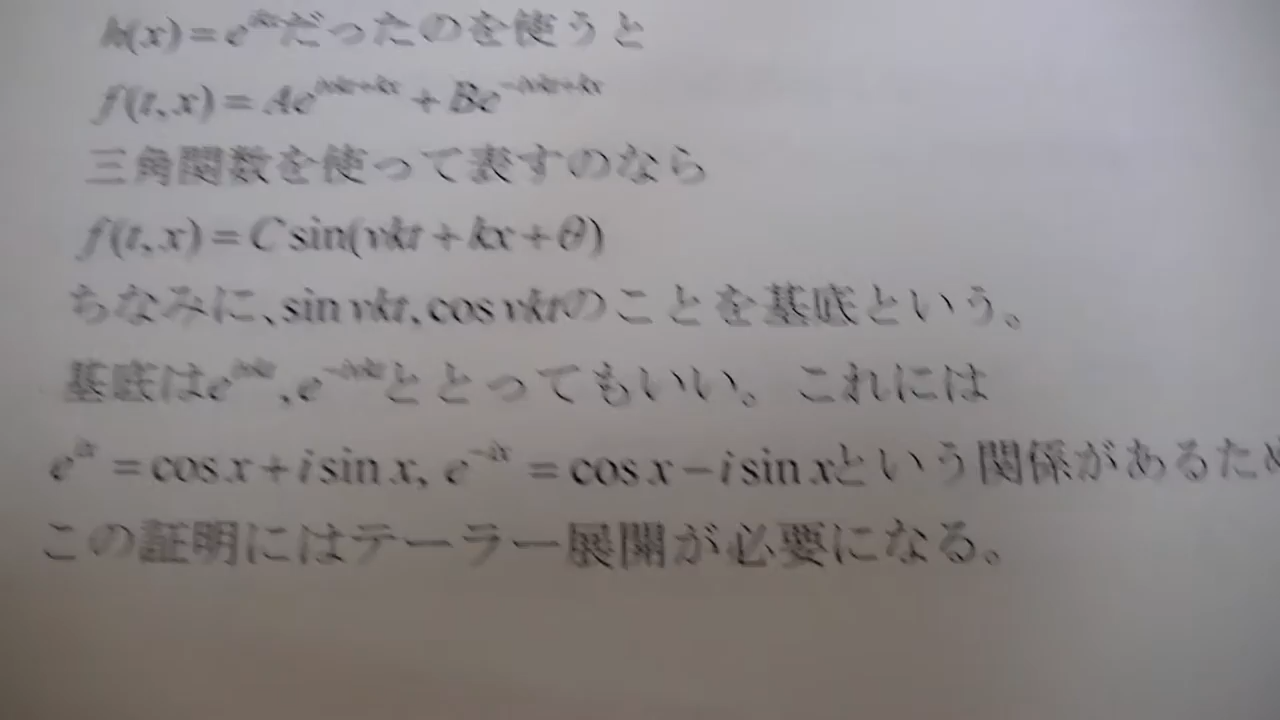 h(x)=e^{ikx}だったのを使うと
f(t,x)=Ae^{ivkt+kx}+Be^{-ivkt+kx}
三角関数を使って表すのなら
f(t,x)=C sin(vkt+kx+θ)
ちなみに、sin vkt,cos vktのことを基底という。
基底はe^{ivkt},e^{-ivkt}ととってもいい。これには
e^{ix}=cos x+i sin x, e^{-ix}=cos x-i sin xという関係があるため
この証明にはテーラー展開が必要になる。